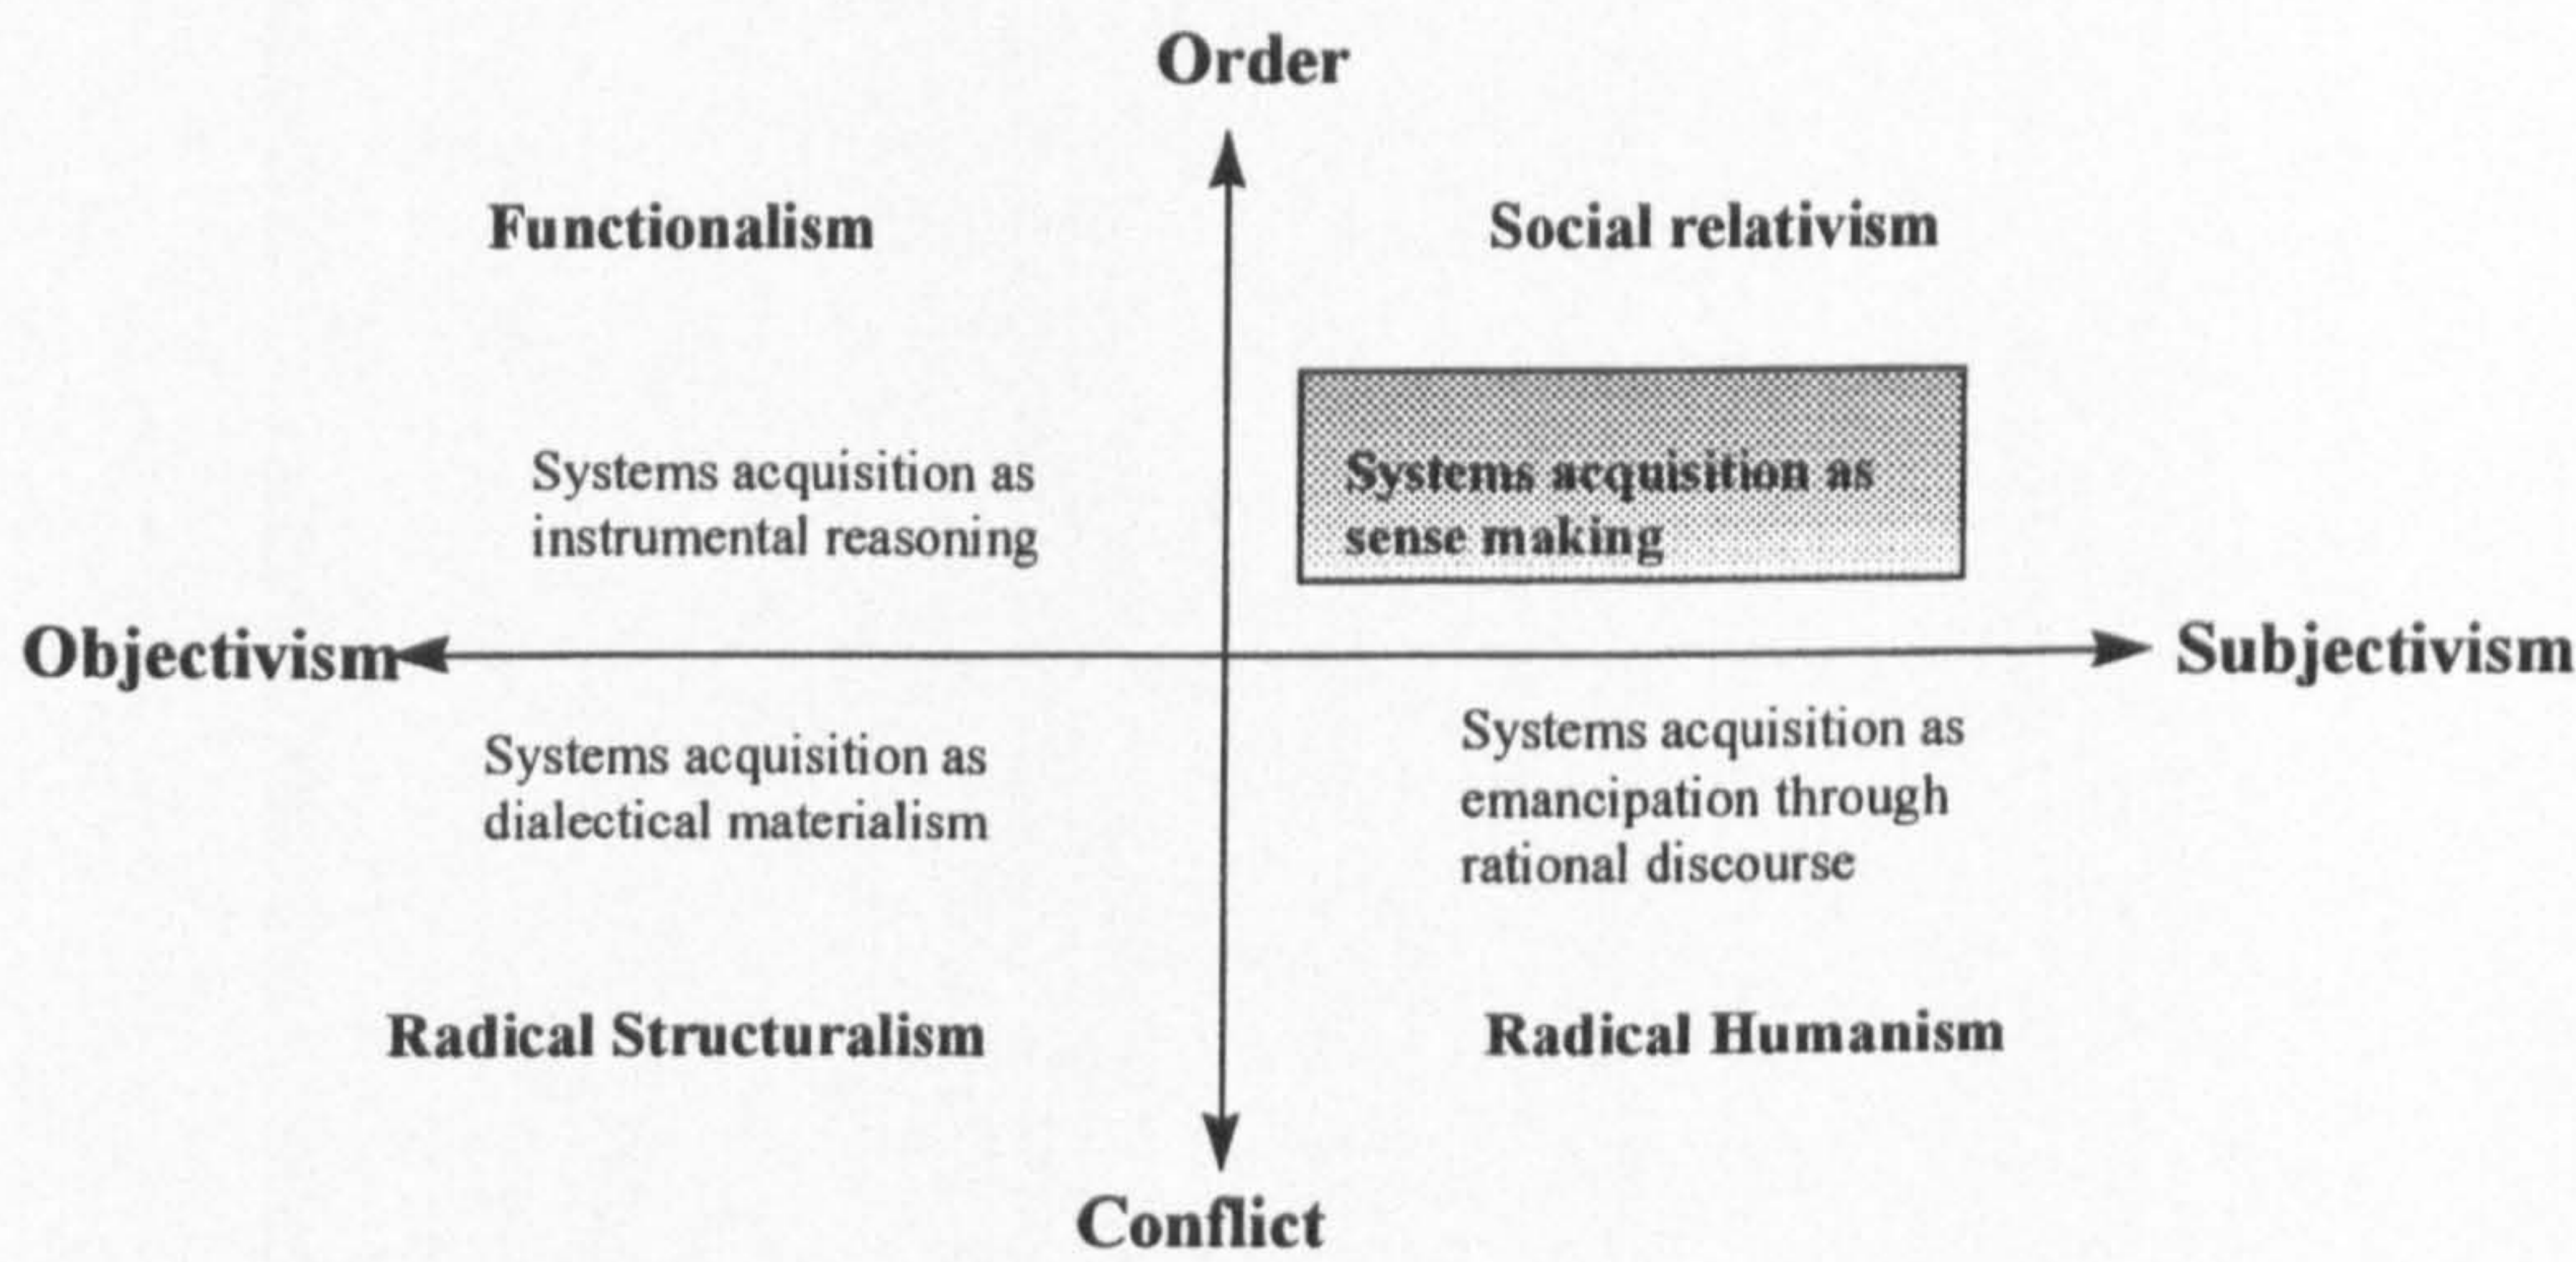 Order
Functionalism
Social relativism
Systems acquisition as
instrumental reasoning
Systems acquisition as
sense making
Objectivism
Subjectivism
Systems acquisition as
dialectical materialism
Systems acquisition as
emancipation through
rational discourse
Radical Structuralism
Radical Humanism
Conflict